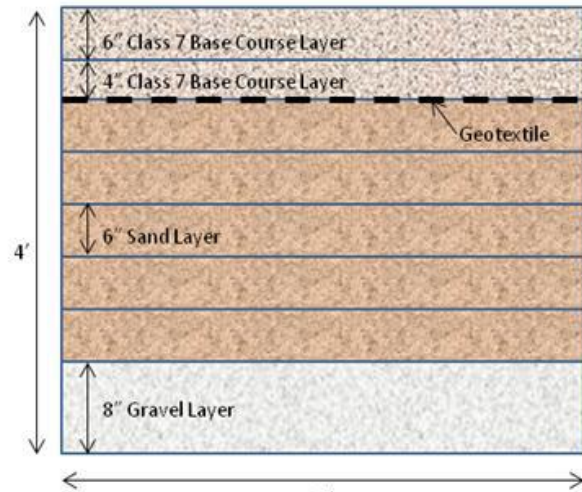 6″ Class 7 Base Course Layer
4″ Class 7 Base Course Layer
Geotextile
6″ Sand Layer
4′
8″ Gravel Layer